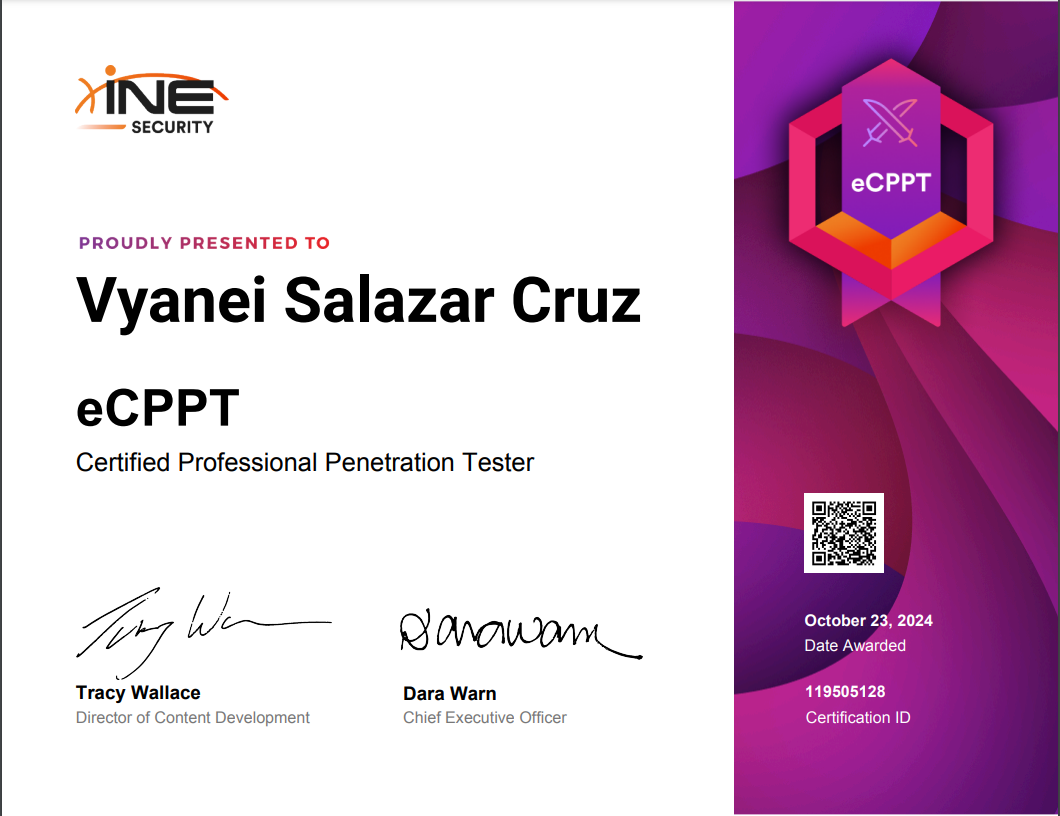 INE
SECURITY
PROUDLY PRESENTED TO
Vyanei Salazar Cruz
eCPPT
Certified Professional Penetration Tester
Tracy Wallace
Director of Content Development
Dara Warn
Chief Executive Officer
eCPPT
October 23, 2024
Date Awarded
119505128
Certification ID